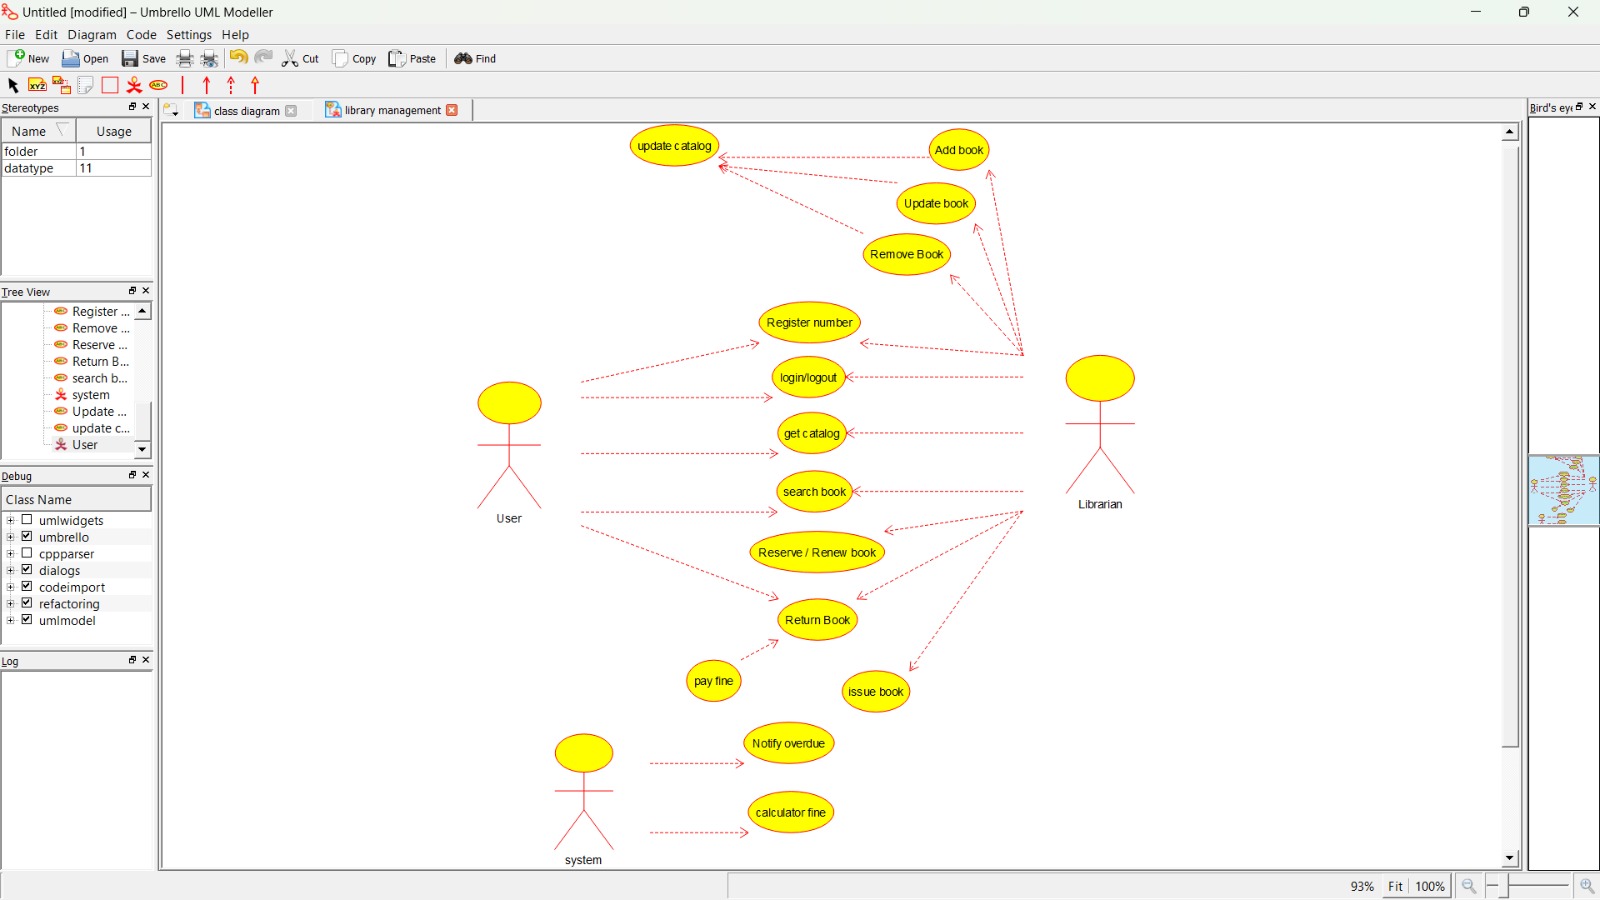 Untitled [modified] – Umbrello UML Modeller
File Edit Diagram Code Settings Help
New Open Save Cut Copy Paste Find
XYZ ABC
Stereotypes
Name Usage
folder 1
datatype 11
Tree View
Register ...
Remove ...
Reserve ...
Return B...
search b...
system
Update ...
update c...
User
Debug
Class Name
umlwidgets
umbrello
cppparser
dialogs
codeimport
refactoring
umlmodel
Log
class diagram
library management
update catalog
Add book
Update book
Remove Book
Register number
login/logout
get catalog
search book
Reserve / Renew book
Return Book
pay fine
issue book
Notify overdue
calculator fine
User
Librarian
system
Bird's eye
93% Fit 100%